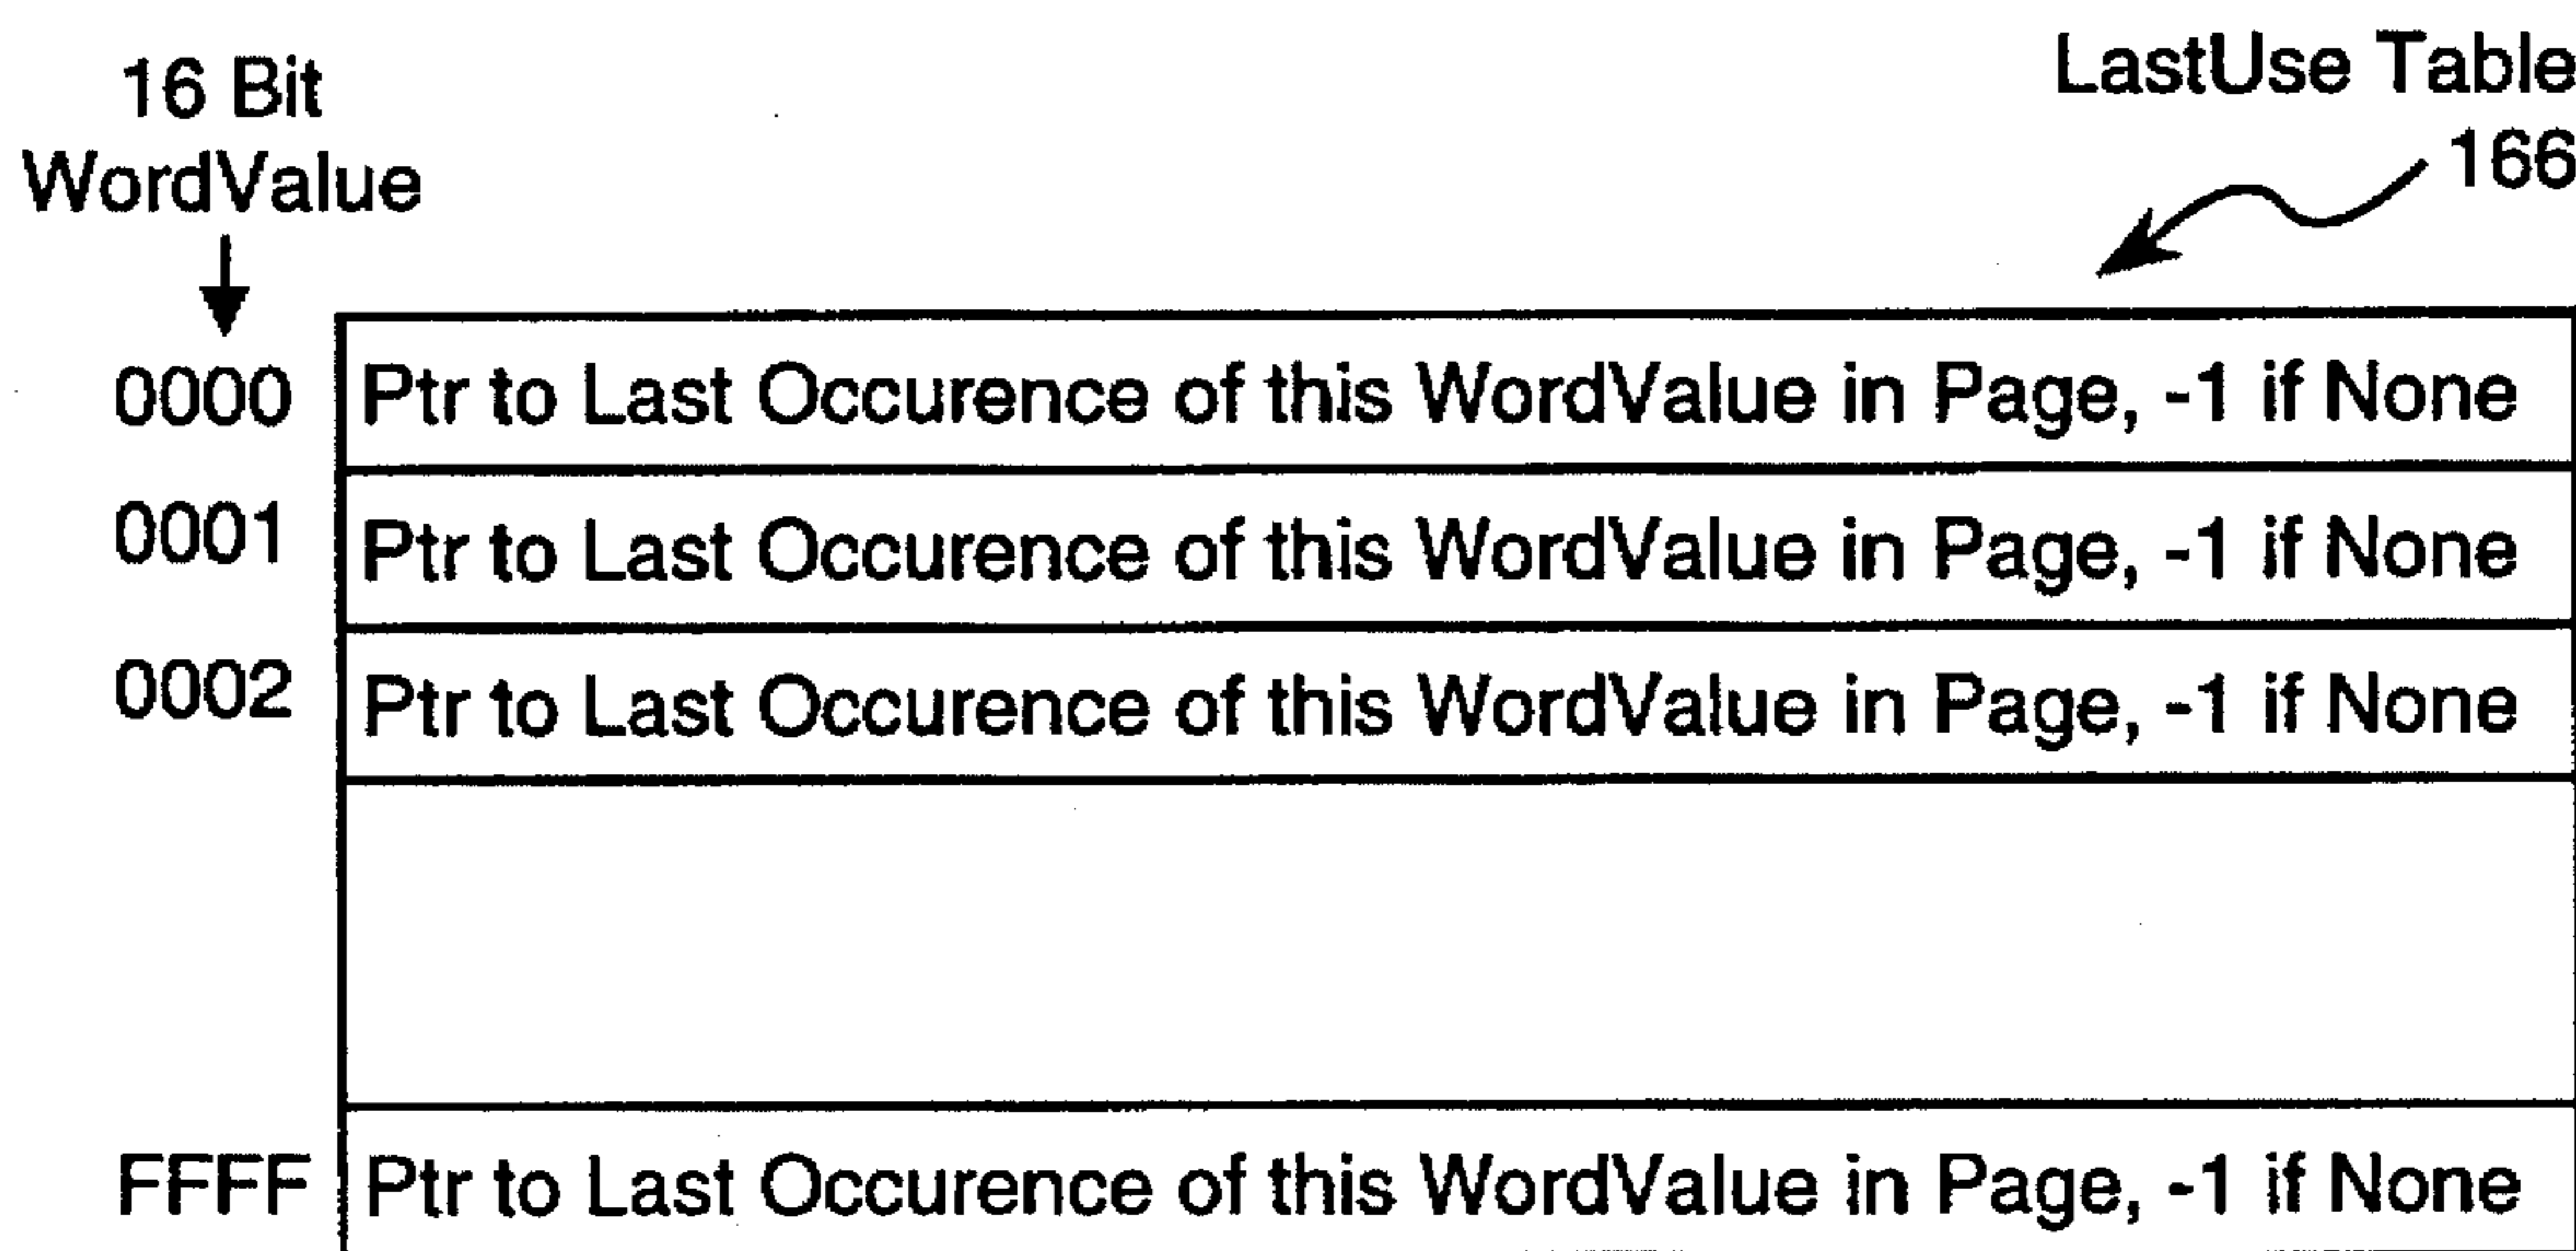 16 Bit
WordValue
LastUse Table
166
0000 Ptr to Last Occurence of this WordValue in Page, -1 if None
0001 Ptr to Last Occurence of this WordValue in Page, -1 if None
0002 Ptr to Last Occurence of this WordValue in Page, -1 if None
FFFF Ptr to Last Occurence of this WordValue in Page, -1 if None